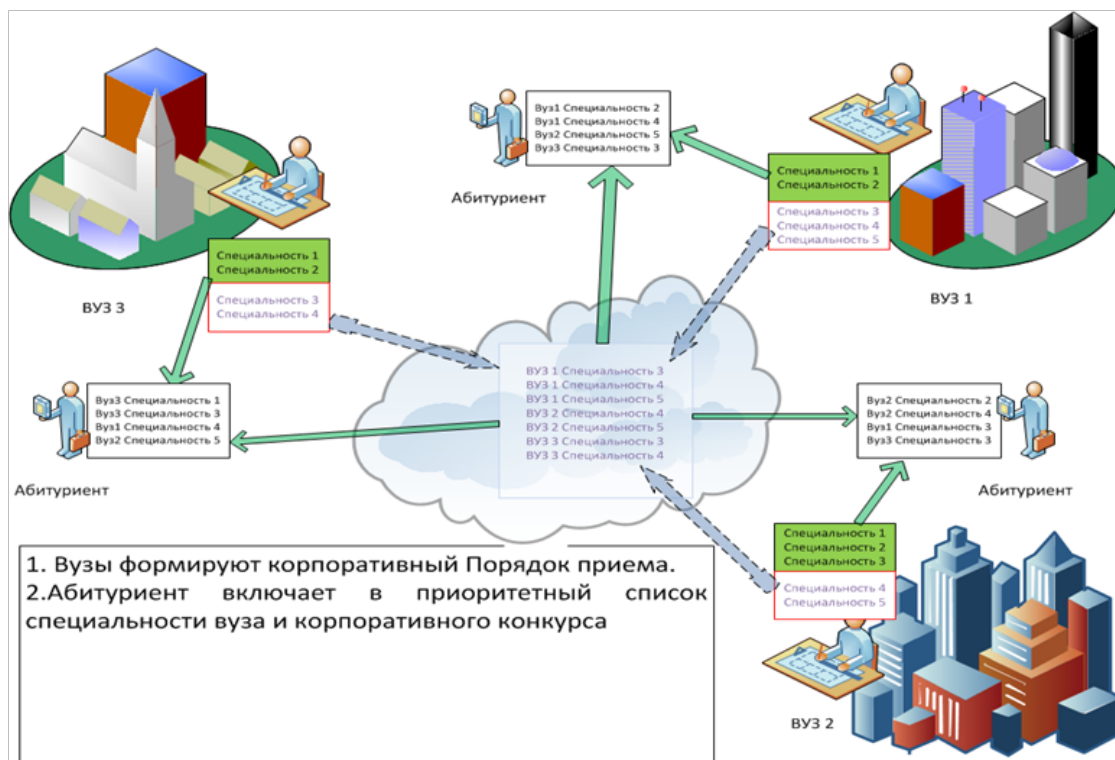 Вуз1 Специальность 2
Вуз1 Специальность 4
Вуз2 Специальность 5
Вуз3 Специальность 3
Абитуриент
Специальность 1
Специальность 2
Специальность 3
Специальность 4
Специальность 5
ВУЗ 1
Специальность 1
Специальность 2
Специальность 3
Специальность 4
ВУЗ 3
Вуз3 Специальность 1
Вуз3 Специальность 3
Вуз1 Специальность 4
Вуз2 Специальность 5
Абитуриент
ВУЗ 1 Специальность 3
ВУЗ 1 Специальность 4
ВУЗ 1 Специальность 5
ВУЗ 2 Специальность 4
ВУЗ 2 Специальность 5
ВУЗ 3 Специальность 3
ВУЗ 3 Специальность 4
Вуз2 Специальность 2
Вуз2 Специальность 4
Вуз1 Специальность 3
Вуз3 Специальность 3
Абитуриент
Специальность 1
Специальность 2
Специальность 3
Специальность 4
Специальность 5
ВУЗ 2
1. Вузы формируют корпоративный Порядок приема.
2.Абитуриент включает в приоритетный список
специальности вуза и корпоративного конкурса